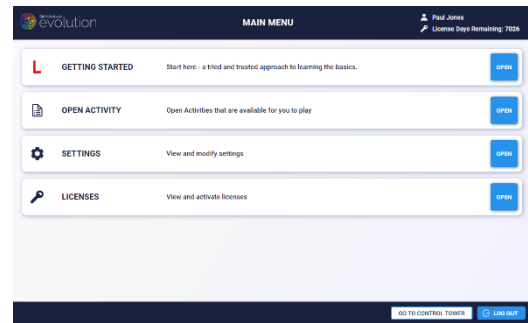 evolution
MAIN MENU
Paul Jones
License Days Remaining: 7026
L GETTING STARTED Start here - a tried and trusted approach to learning the basics. OPEN
OPEN ACTIVITY Open Activities that are available for you to play OPEN
SETTINGS View and modify settings OPEN
LICENSES View and activate licenses OPEN
GO TO CONTROL TOWER LOG OUT